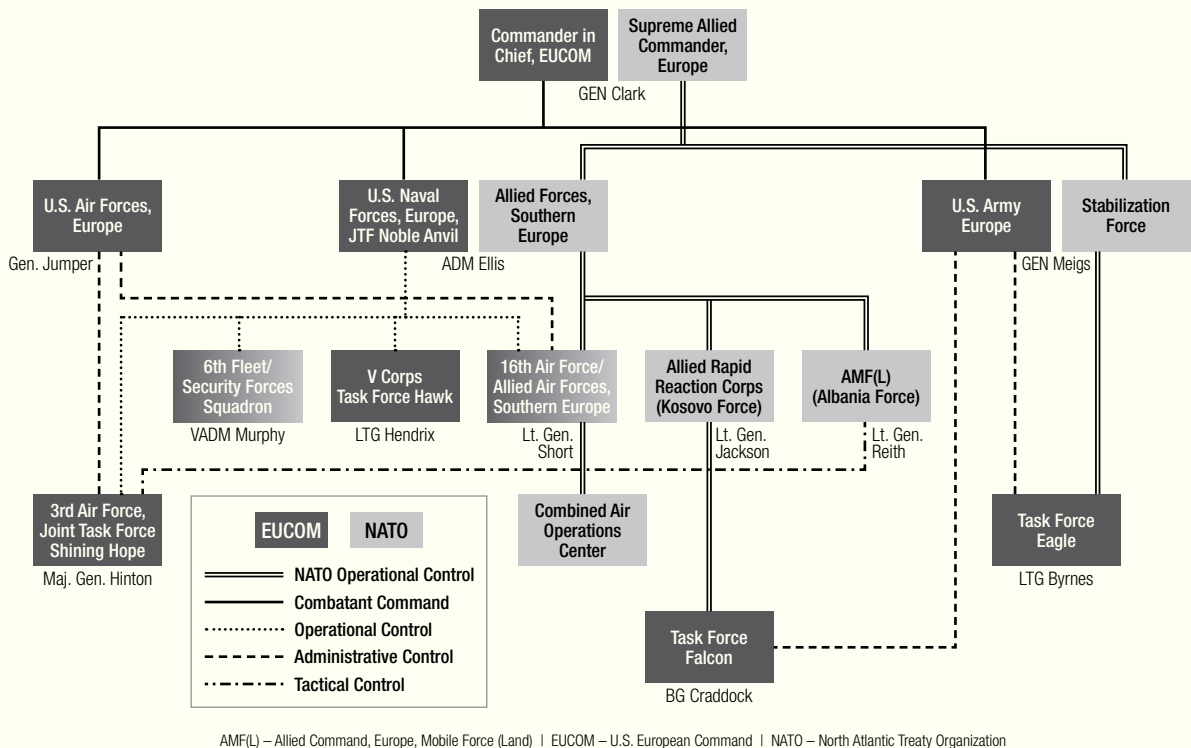 Commander in
Chief, EUCOM
Supreme Allied
Commander,
Europe
GEN Clark
U.S. Air Forces,
Europe
Gen. Jumper
U.S. Naval
Forces, Europe,
JTF Noble Anvil
Allied Forces,
Southern
Europe
ADM Ellis
U.S. Army
Europe
Stabilization
Force
GEN Meigs
6th Fleet/
Security Forces
Squadron
VADM Murphy
V Corps
Task Force Hawk
LTG Hendrix
16th Air Force/
Allied Air Forces,
Southern Europe
Lt. Gen.
Short
Allied Rapid
Reaction Corps
(Kosovo Force)
Lt. Gen.
Jackson
AMF(L)
(Albania Force)
Lt. Gen.
Reith
3rd Air Force,
Joint Task Force
Shining Hope
Maj. Gen. Hinton
Combined Air
Operations
Center
Task Force
Eagle
LTG Byrnes
Task Force
Falcon
BG Craddock
EUCOM
NATO
NATO Operational Control
Combatant Command
Operational Control
Administrative Control
Tactical Control
AMF(L) – Allied Command, Europe, Mobile Force (Land) | EUCOM – U.S. European Command | NATO – North Atlantic Treaty Organization